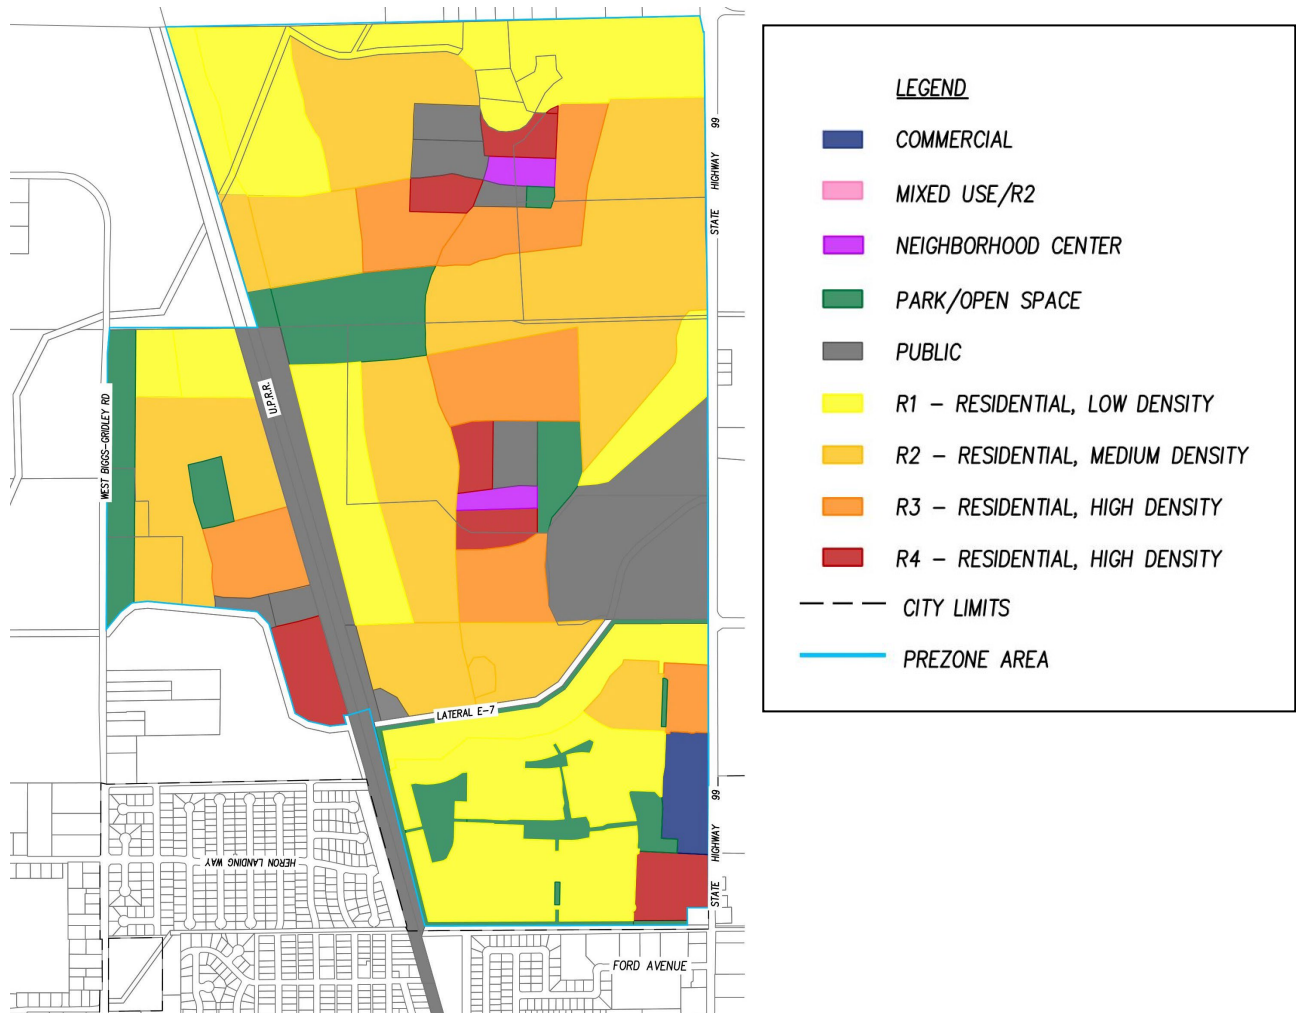 LEGEND
COMMERCIAL
MIXED USE/R2
NEIGHBORHOOD CENTER
PARK/OPEN SPACE
PUBLIC
R1 – RESIDENTIAL, LOW DENSITY
R2 – RESIDENTIAL, MEDIUM DENSITY
R3 – RESIDENTIAL, HIGH DENSITY
R4 – RESIDENTIAL, HIGH DENSITY
CITY LIMITS
PREZONE AREA
STATE HIGHWAY 99
U.P.R.R.
WEST BIGGS-GRIDLEY RD
LATERAL E-7
STATE HIGHWAY 99
HERON LANDING WAY
FORD AVENUE